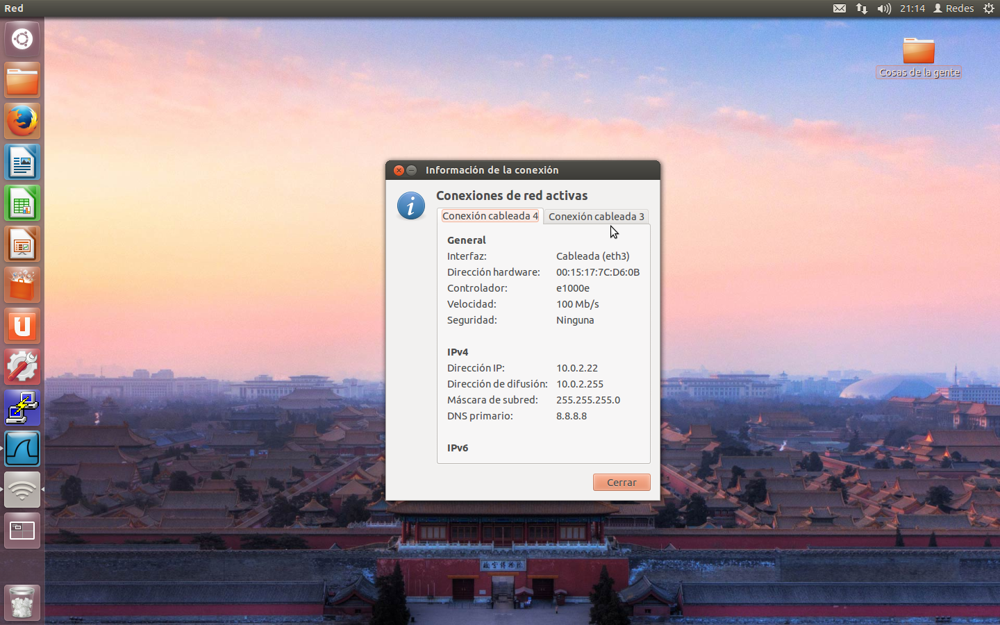 Red
21:14
Redes
Cosas de la gente
Información de la conexión
Conexiones de red activas
Conexión cableada 4
Conexión cableada 3
General
Interfaz: Cableada (eth3)
Dirección hardware: 00:15:17:7C:D6:0B
Controlador: e1000e
Velocidad: 100 Mb/s
Seguridad: Ninguna
IPv4
Dirección IP: 10.0.2.22
Dirección de difusión: 10.0.2.255
Máscara de subred: 255.255.255.0
DNS primario: 8.8.8.8
IPv6
Cerrar